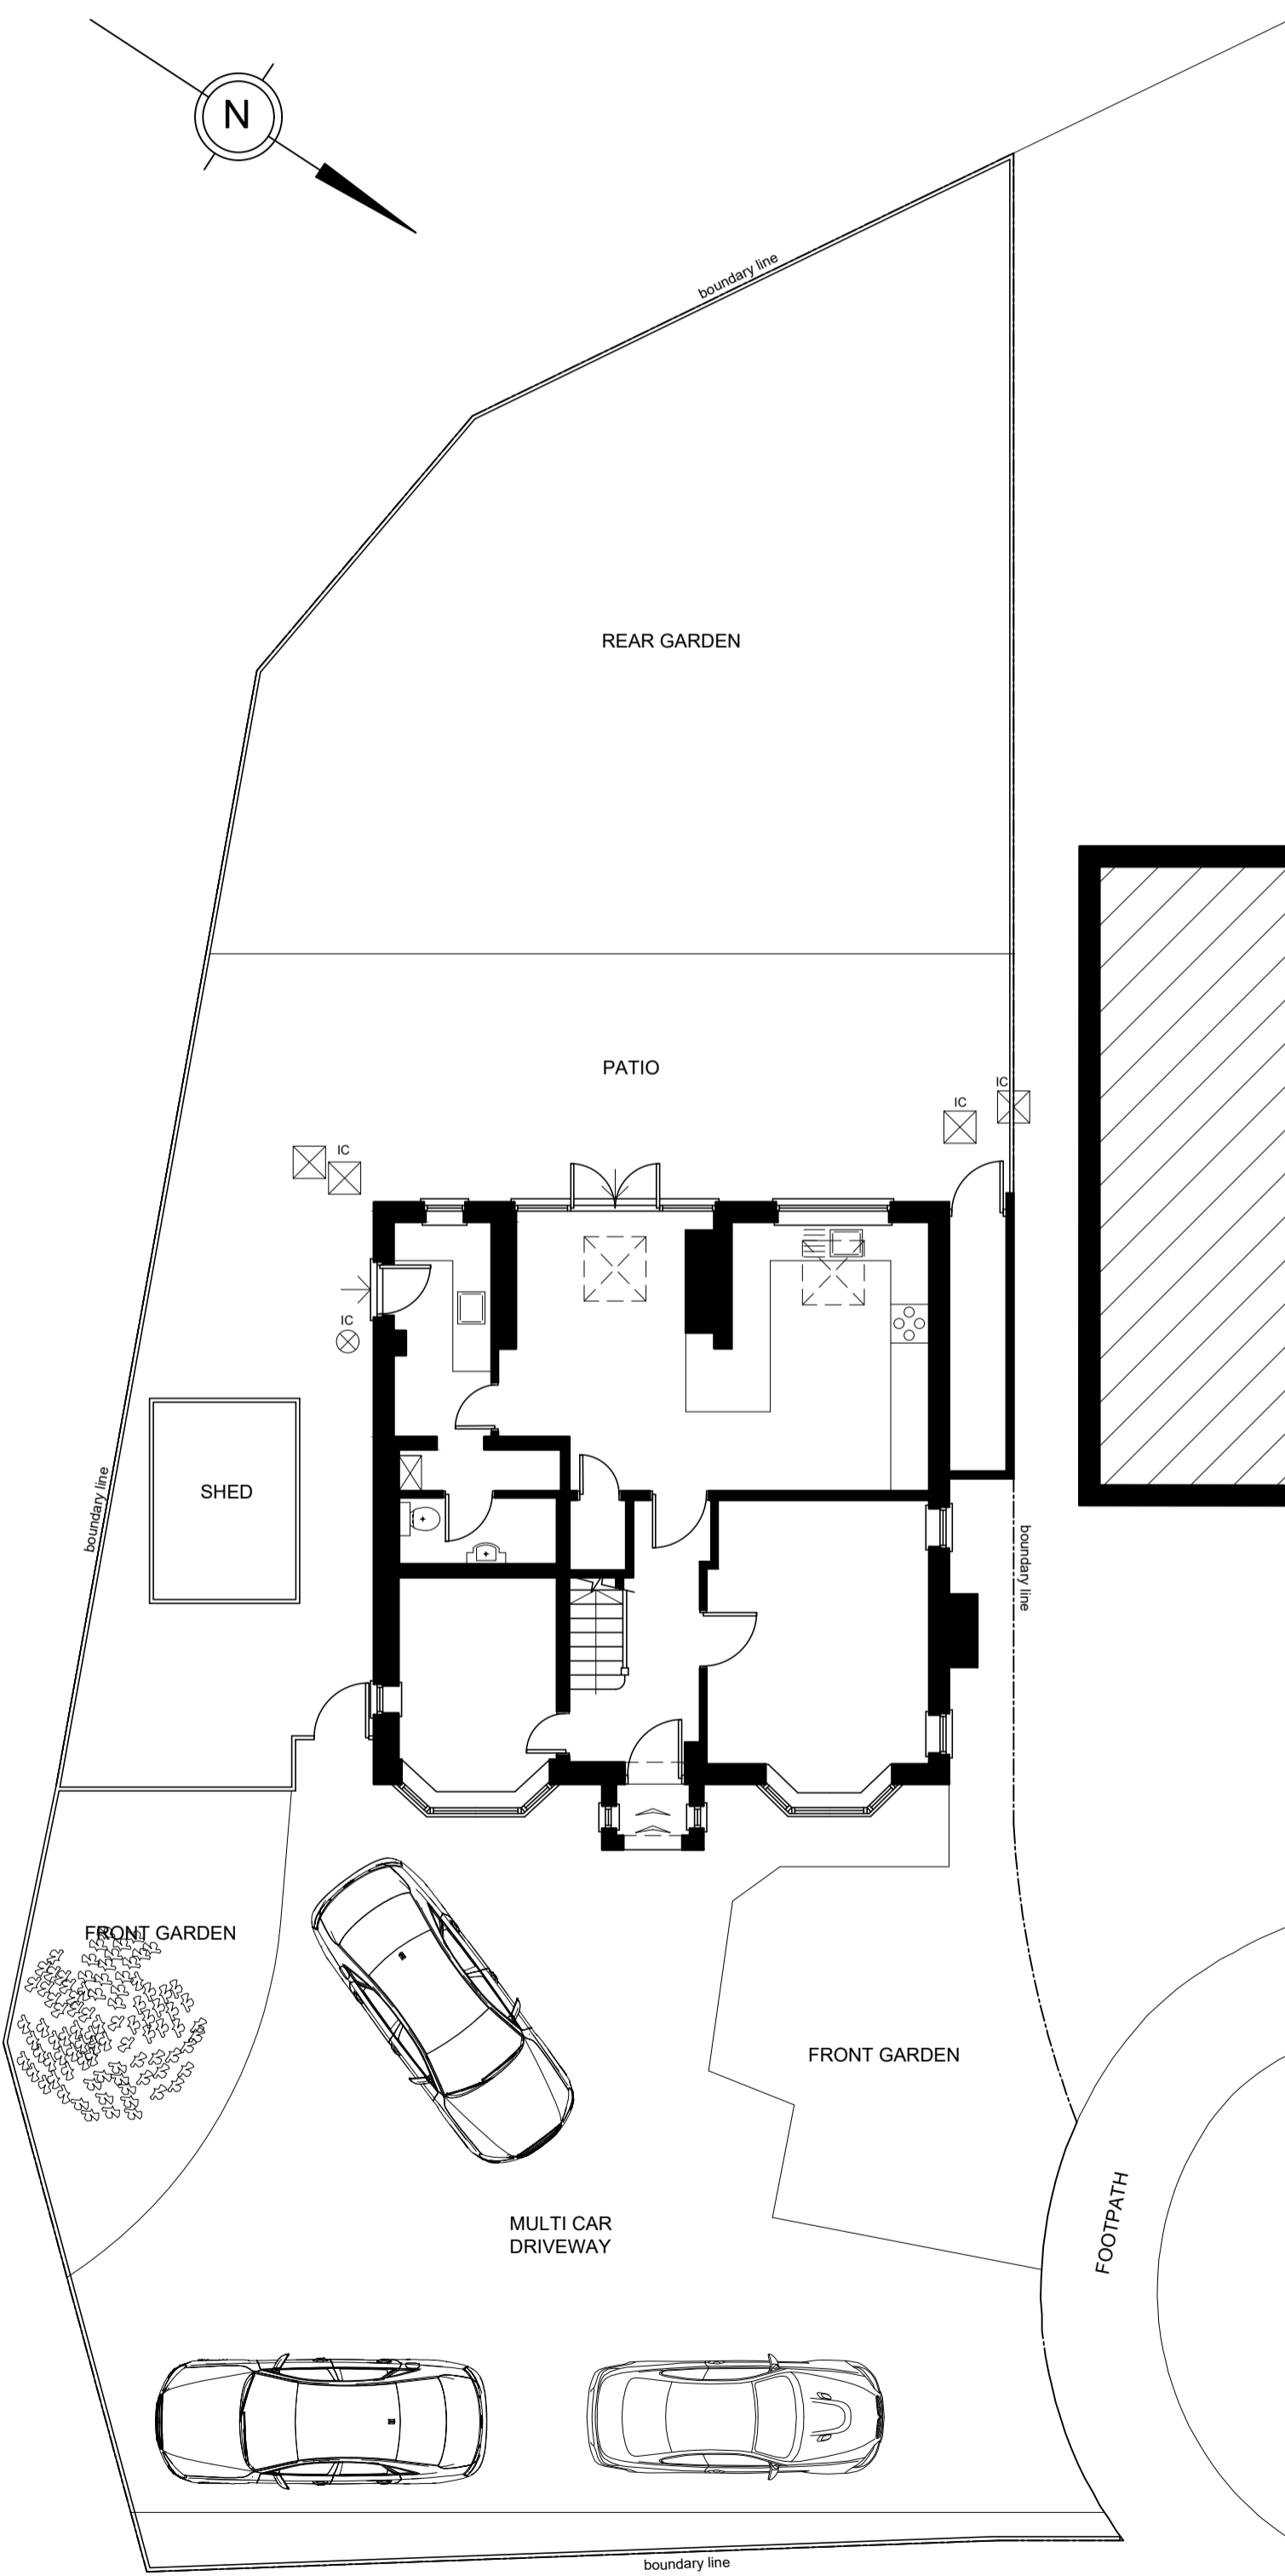 N
boundary line
REAR GARDEN
PATIO
IC
IC
IC
IC
SHED
boundary line
boundary line
FRONT GARDEN
FRONT GARDEN
FOOTPATH
MULTI CAR
DRIVEWAY
boundary line